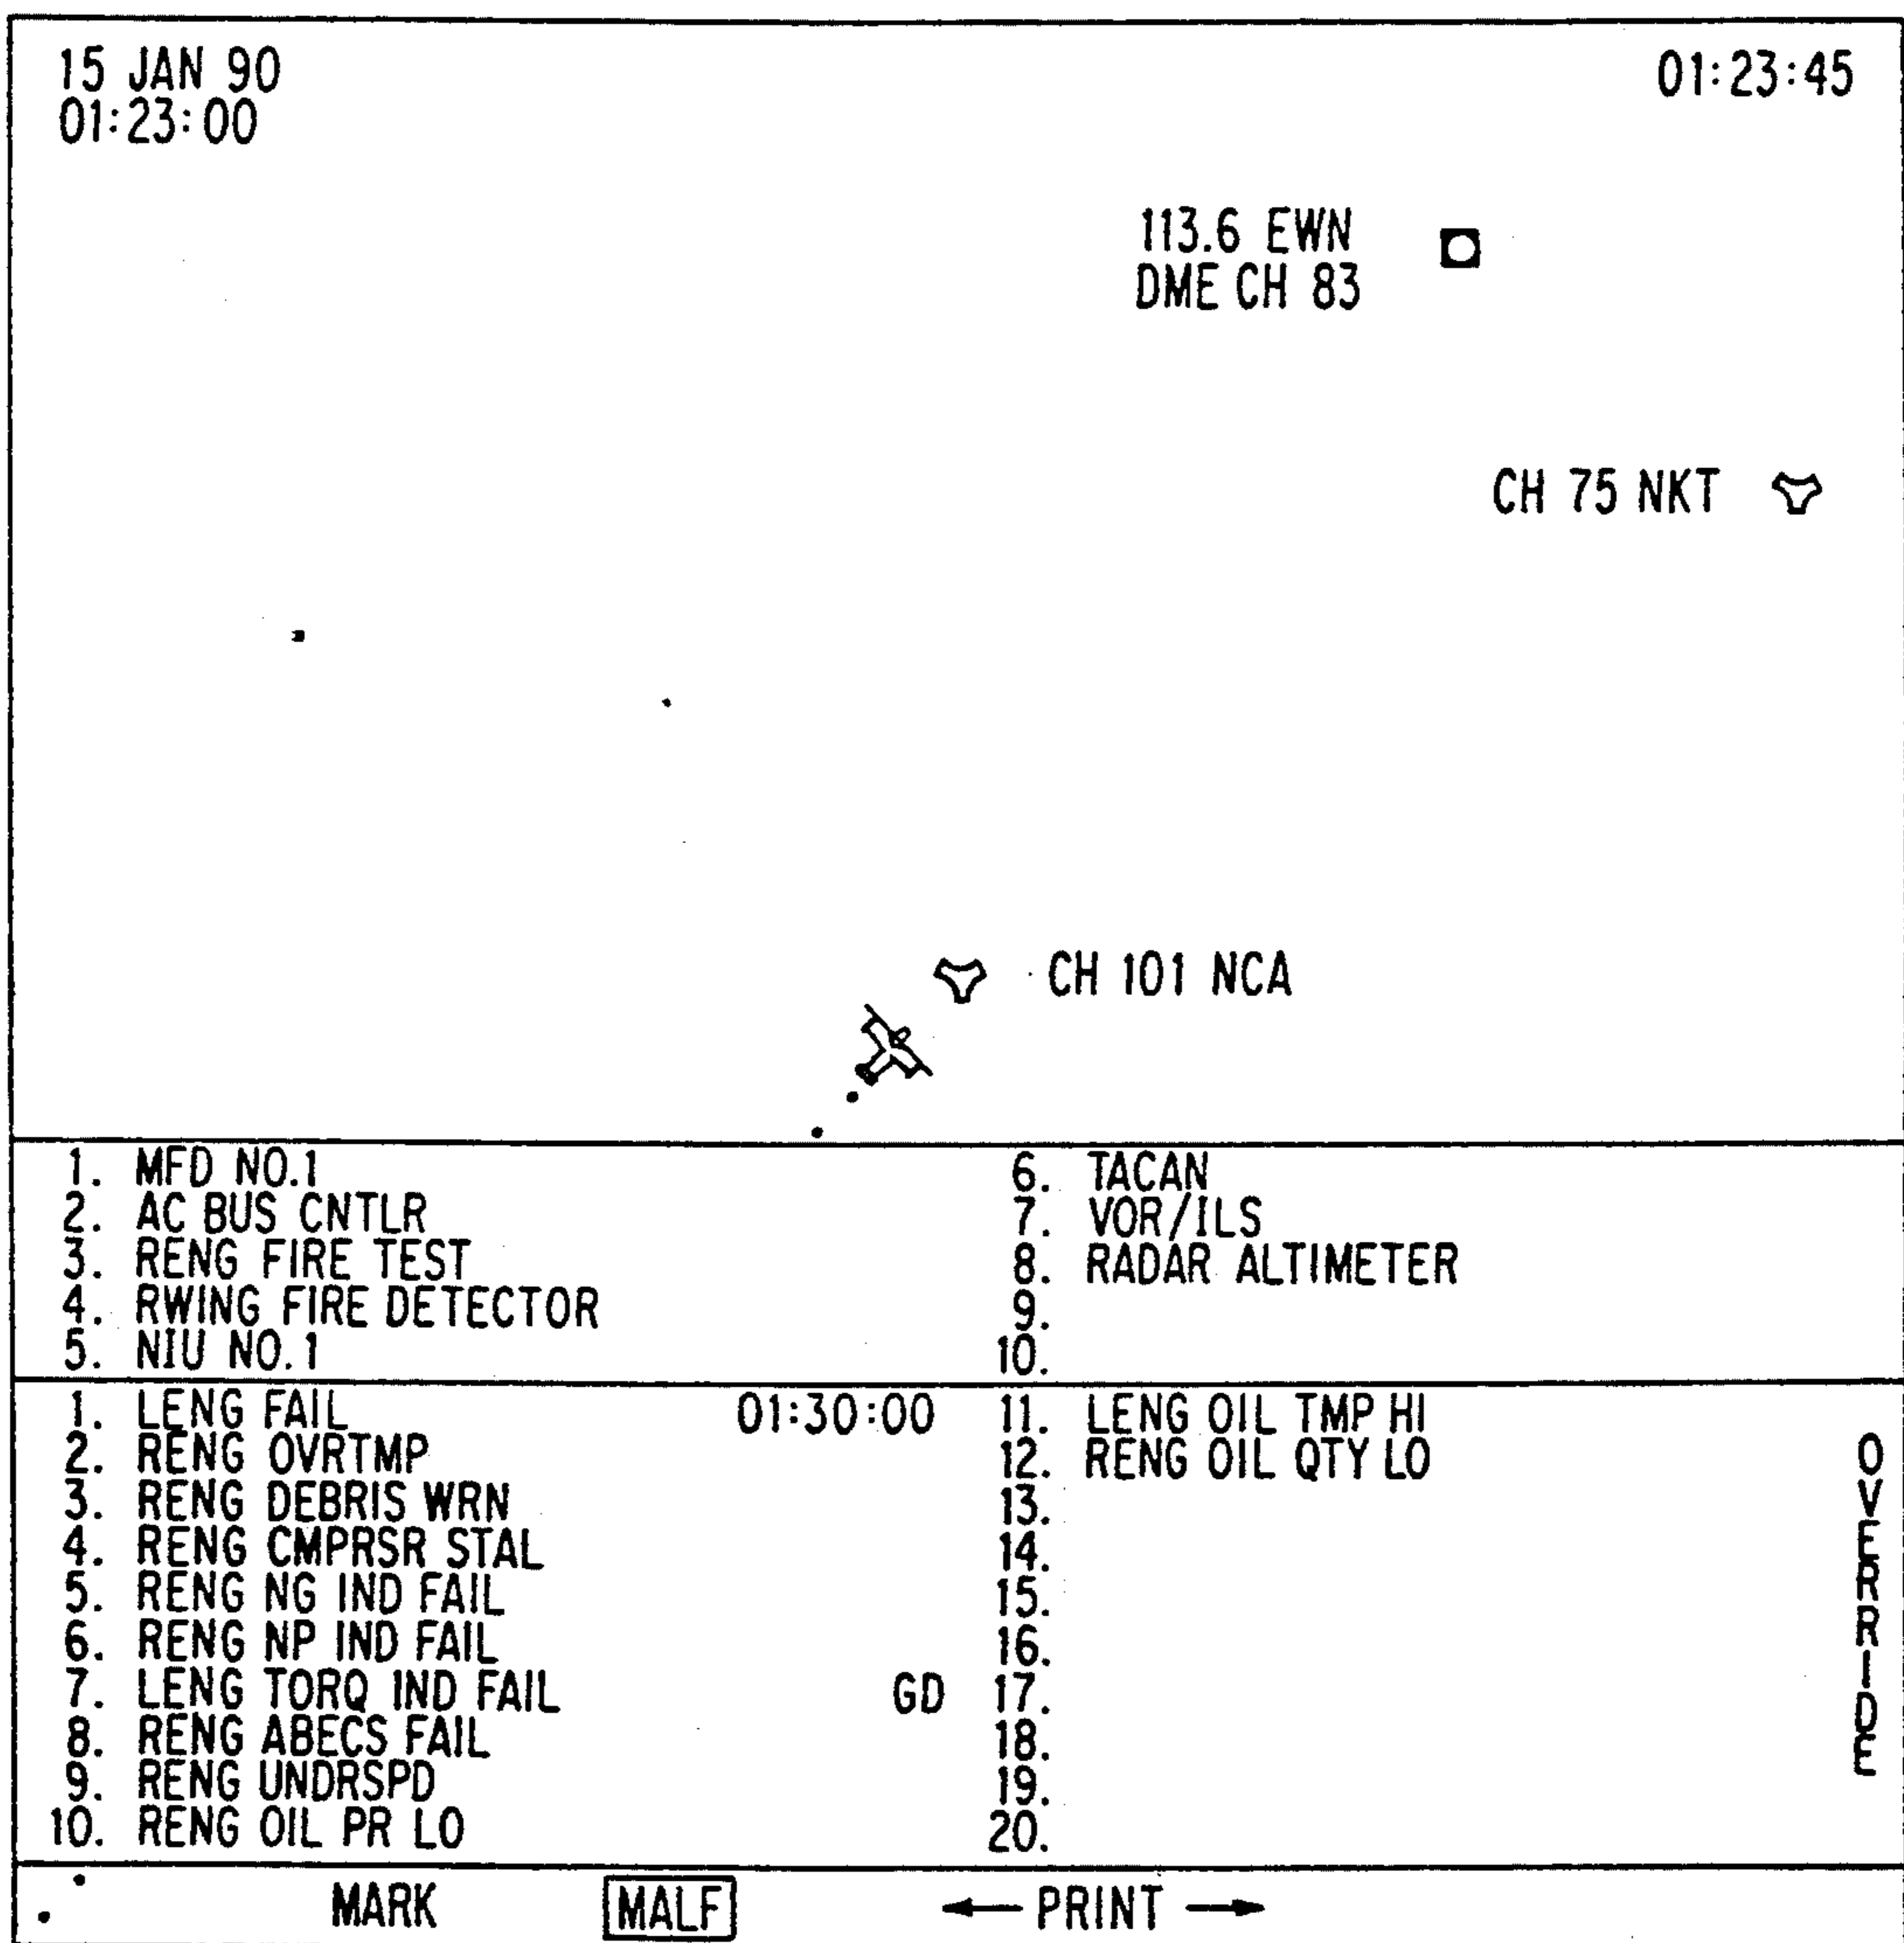 15 JAN 90
01:23:00
01:23:45
113.6 EWN
DME CH 83
CH 75 NKT
CH 101 NCA
1. MFD NO.1
2. AC BUS CNTLR
3. RENG FIRE TEST
4. RWING FIRE DETECTOR
5. NIU NO.1
6. TACAN
7. VOR/ILS
8. RADAR ALTIMETER
9.
10.
1. LENG FAIL 01:30:00
2. RENG OVRTMP
3. RENG DEBRIS WRN
4. RENG CMPRSR STAL
5. RENG NG IND FAIL
6. RENG NP IND FAIL
7. LENG TORQ IND FAIL GD
8. RENG ABECS FAIL
9. RENG UNDRSPD
10. RENG OIL PR LO
11. LENG OIL TMP HI
12. RENG OIL QTY LO
13.
14.
15.
16.
17.
18.
19.
20.
OVERRIDE
MARK MALF ← PRINT →